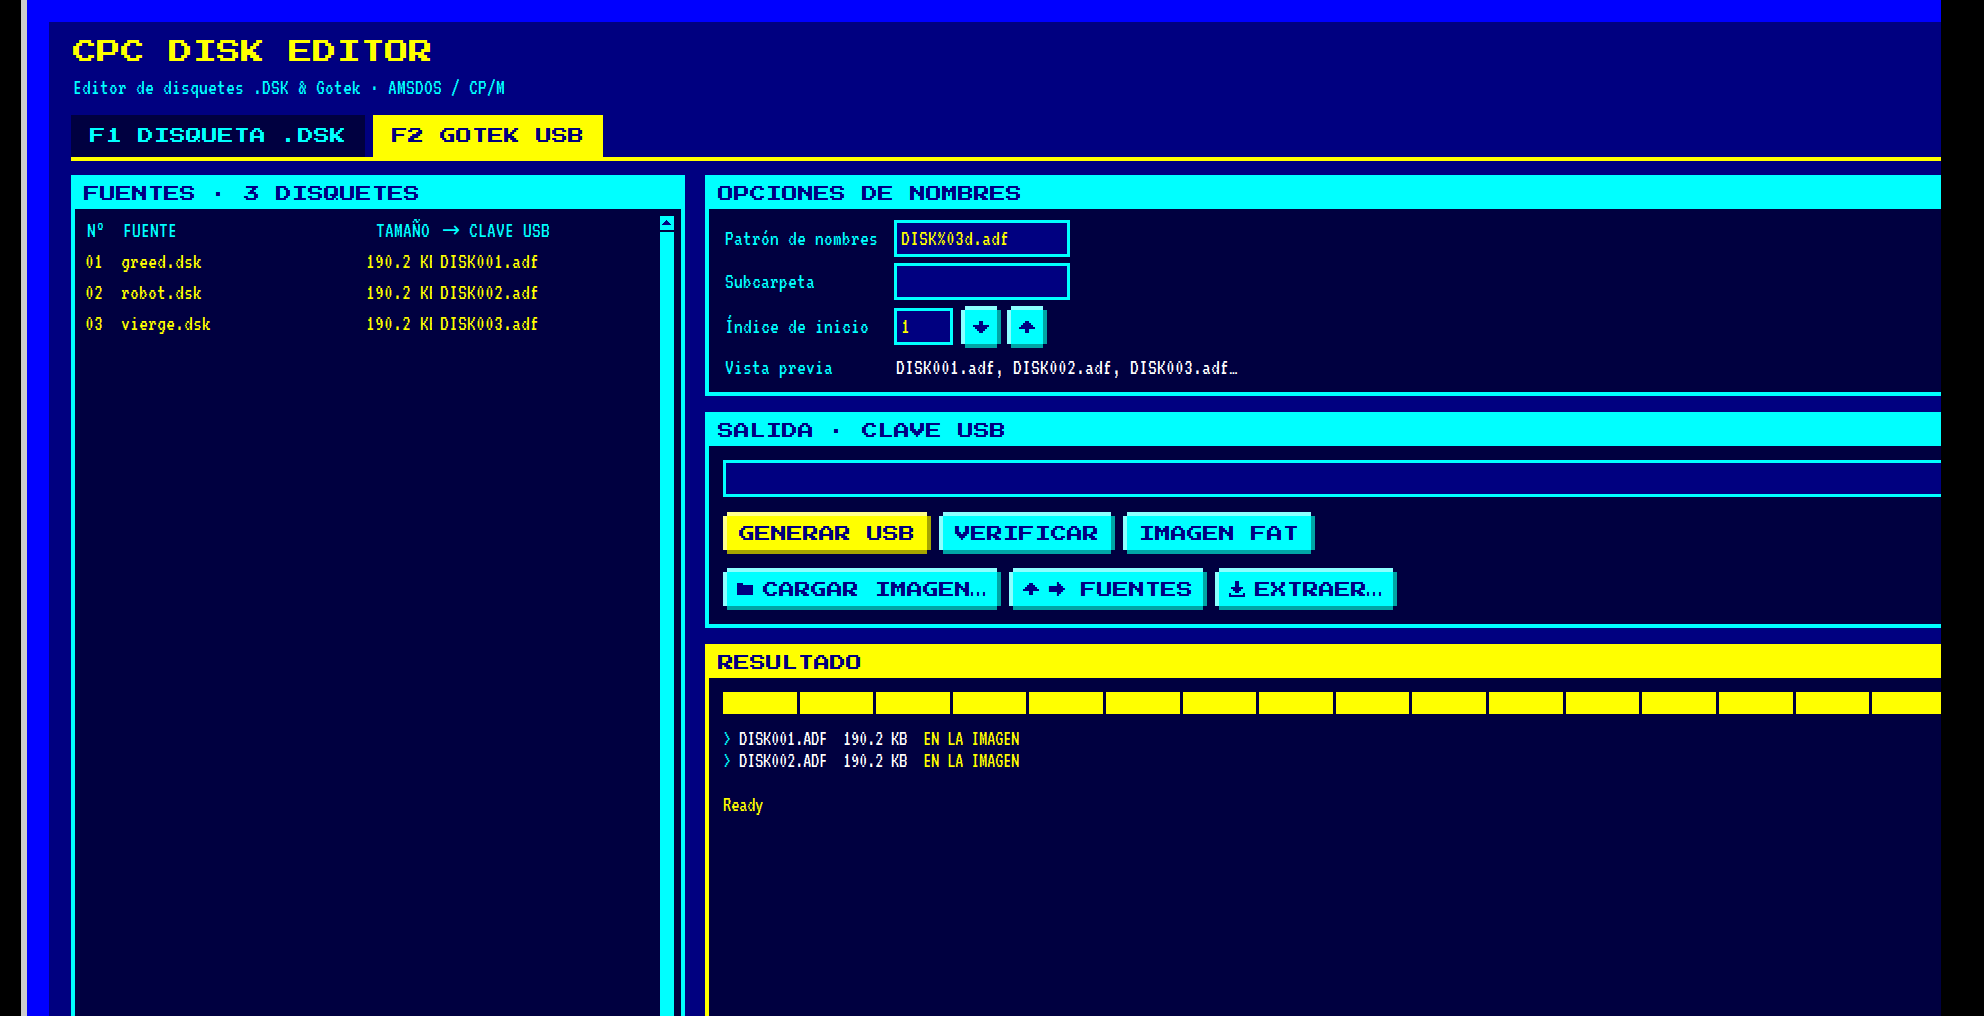 CPC DISK EDITOR
Editor de disquetes .DSK & Gotek · AMSDOS / CP/M
F1 DISQUETA .DSK
F2 GOTEK USB
FUENTES · 3 DISQUETES
Nº FUENTE TAMAÑO → CLAVE USB
01 greed.dsk 190.2 K DISK001.adf
02 robot.dsk 190.2 K DISK002.adf
03 vierge.dsk 190.2 K DISK003.adf
OPCIONES DE NOMBRES
Patrón de nombres DISK%03d.adf
Subcarpeta
Índice de inicio 1
Vista previa DISK001.adf, DISK002.adf, DISK003.adf…
SALIDA · CLAVE USB
GENERAR USB VERIFICAR IMAGEN FAT
CARGAR IMAGEN… FUENTES EXTRAER…
RESULTADO
> DISK001.ADF 190.2 KB EN LA IMAGEN
> DISK002.ADF 190.2 KB EN LA IMAGEN
Ready